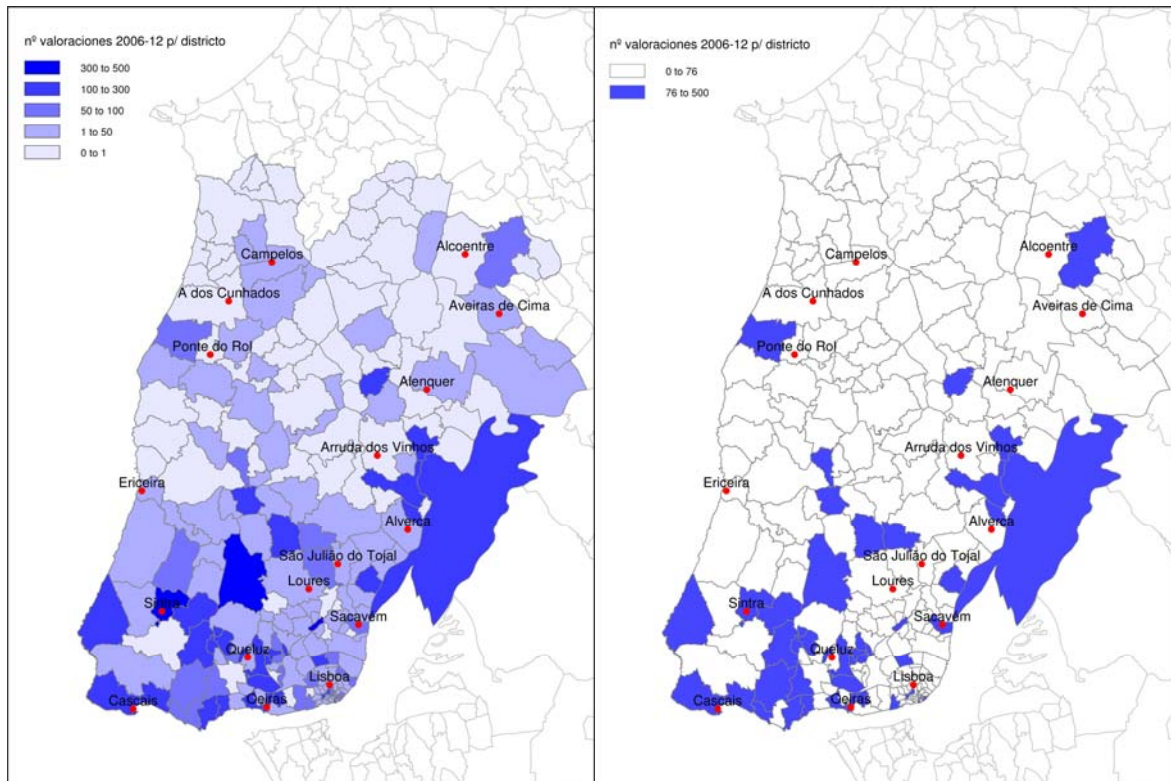 nº valoraciones 2006-12 p/ districto
300 to 500
100 to 300
50 to 100
1 to 50
0 to 1
Alcoentre
Campelos
A dos Cunhados
Aveiras de Cima
Ponte do Rol
Alenquer
Arruda dos Vinhos
Ericeira
Alverca
São Julião do Tojal
Loures
Sintra
Sacavem
Queluz
Lisboa
Cascais
Oeiras
nº valoraciones 2006-12 p/ districto
0 to 76
76 to 500
Alcoentre
Campelos
A dos Cunhados
Aveiras de Cima
Ponte do Rol
Alenquer
Arruda dos Vinhos
Ericeira
Alverca
São Julião do Tojal
Loures
Sintra
Sacavem
Queluz
Lisboa
Cascais
Oeiras